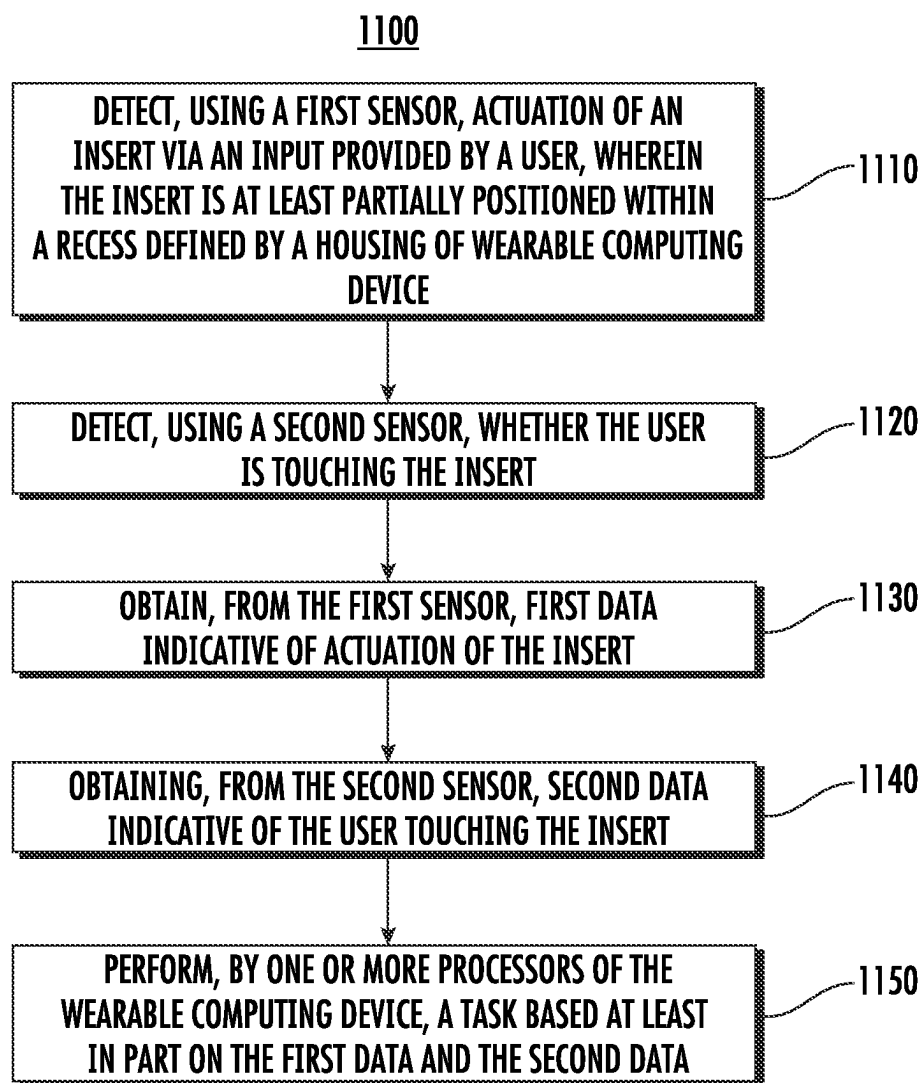 1100
DETECT, USING A FIRST SENSOR, ACTUATION OF AN
INSERT VIA AN INPUT PROVIDED BY A USER, WHEREIN
THE INSERT IS AT LEAST PARTIALLY POSITIONED WITHIN
A RECESS DEFINED BY A HOUSING OF WEARABLE COMPUTING
DEVICE
1110
DETECT, USING A SECOND SENSOR, WHETHER THE USER
IS TOUCHING THE INSERT
1120
OBTAIN, FROM THE FIRST SENSOR, FIRST DATA
INDICATIVE OF ACTUATION OF THE INSERT
1130
OBTAINING, FROM THE SECOND SENSOR, SECOND DATA
INDICATIVE OF THE USER TOUCHING THE INSERT
1140
PERFORM, BY ONE OR MORE PROCESSORS OF THE
WEARABLE COMPUTING DEVICE, A TASK BASED AT LEAST
IN PART ON THE FIRST DATA AND THE SECOND DATA
1150